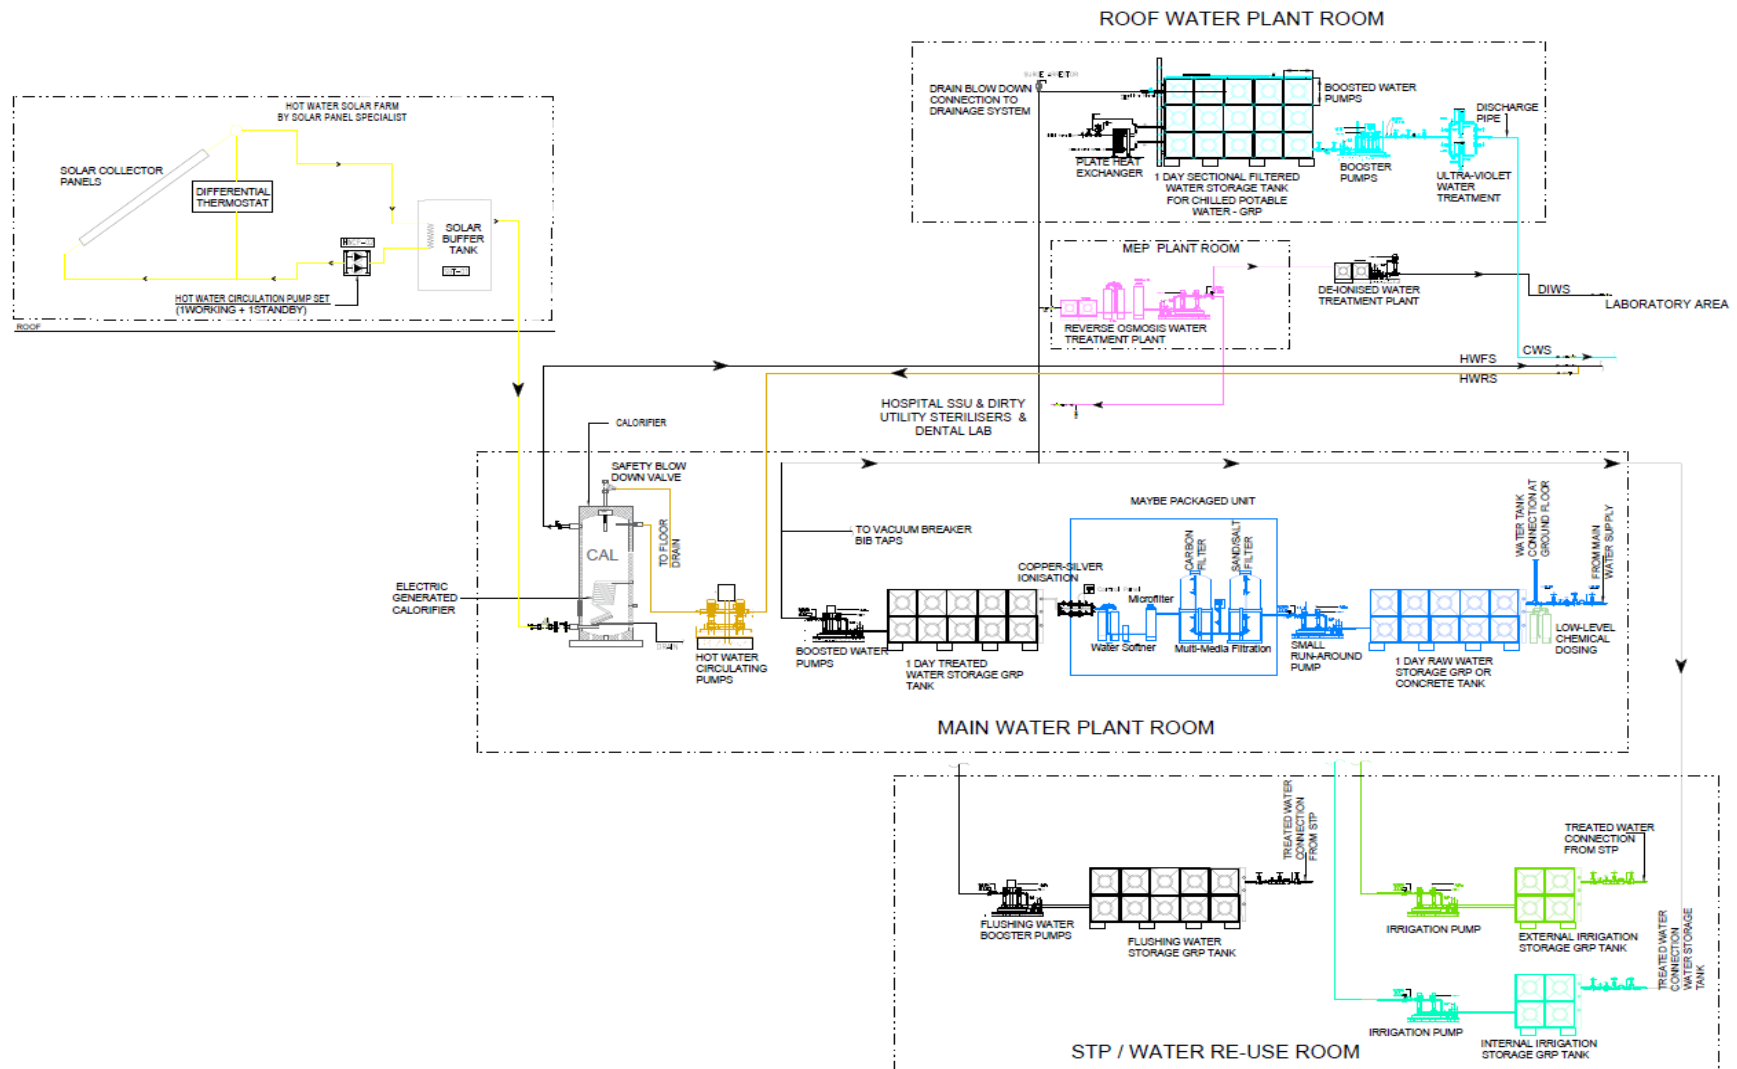 ROOF WATER PLANT ROOM
HOT WATER SOLAR FARM
BY SOLAR PANEL SPECIALIST
SOLAR COLLECTOR
PANELS
DIFFERENTIAL
THERMOSTAT
SOLAR
BUFFER
TANK
HOT WATER CIRCULATION PUMP SET
(1WORKING + 1STANDBY)
ROOF
DRAIN BLOW DOWN
CONNECTION TO
DRAINAGE SYSTEM
PLATE HEAT
EXCHANGER
1 DAY SECTIONAL FILTERED
WATER STORAGE TANK
FOR CHILLED POTABLE
WATER - GRP
BOOSTED WATER
PUMPS
BOOSTER
PUMPS
DISCHARGE
PIPE
ULTRA-VIOLET
WATER
TREATMENT
MEP PLANT ROOM
REVERSE OSMOSIS WATER
TREATMENT PLANT
DE-IONISED WATER
TREATMENT PLANT
DIWS
LABORATORY AREA
CWS
HWFS
HWRS
HOSPITAL SSU & DIRTY
UTILITY STERILISERS &
DENTAL LAB
CALORIFIER
SAFETY BLOW
DOWN VALVE
TO FLOOR
DRAIN
CAL
ELECTRIC
GENERATED
CALORIFIER
DRAIN
HOT WATER
CIRCULATING
PUMPS
TO VACUUM BREAKER
BIB TAPS
BOOSTED WATER
PUMPS
1 DAY TREATED
WATER STORAGE GRP
TANK
COPPER-SILVER
IONISATION
MAYBE PACKAGED UNIT
Microfilter
Water Softner
CARBON
FILTER
SAND/SALT
FILTER
Multi-Media Filtration
SMALL
RUN-AROUND
PUMP
1 DAY RAW WATER
STORAGE GRP OR
CONCRETE TANK
WATER TANK
CONNECTION AT
GROUND FLOOR
FROM MAIN
WATER SUPPLY
LOW-LEVEL
CHEMICAL
DOSING
MAIN WATER PLANT ROOM
FLUSHING WATER
BOOSTER PUMPS
FLUSHING WATER
STORAGE GRP TANK
TREATED WATER
CONNECTION
FROM STP
TREATED WATER
CONNECTION
FROM STP
IRRIGATION PUMP
EXTERNAL IRRIGATION
STORAGE GRP TANK
TREATED WATER
CONNECTION
WATER STORAGE
TANK
IRRIGATION PUMP
INTERNAL IRRIGATION
STORAGE GRP TANK
STP / WATER RE-USE ROOM